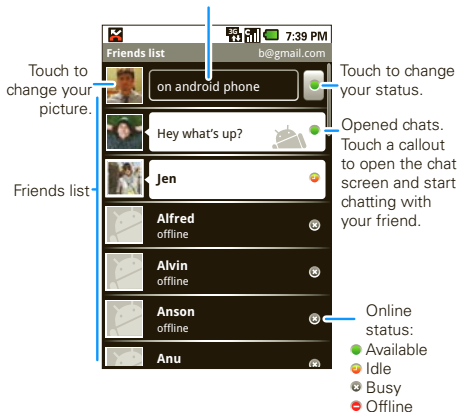 3G
7:39 PM
Friends list
b@gmail.com
Touch to
change your
picture.
on android phone
Touch to change
your status.
Hey what's up?
Opened chats.
Touch a callout
to open the chat
screen and start
chatting with
your friend.
Friends list
Jen
Alfred
offline
Alvin
offline
Anson
offline
Anu
Online
status:
Available
Idle
Busy
Offline